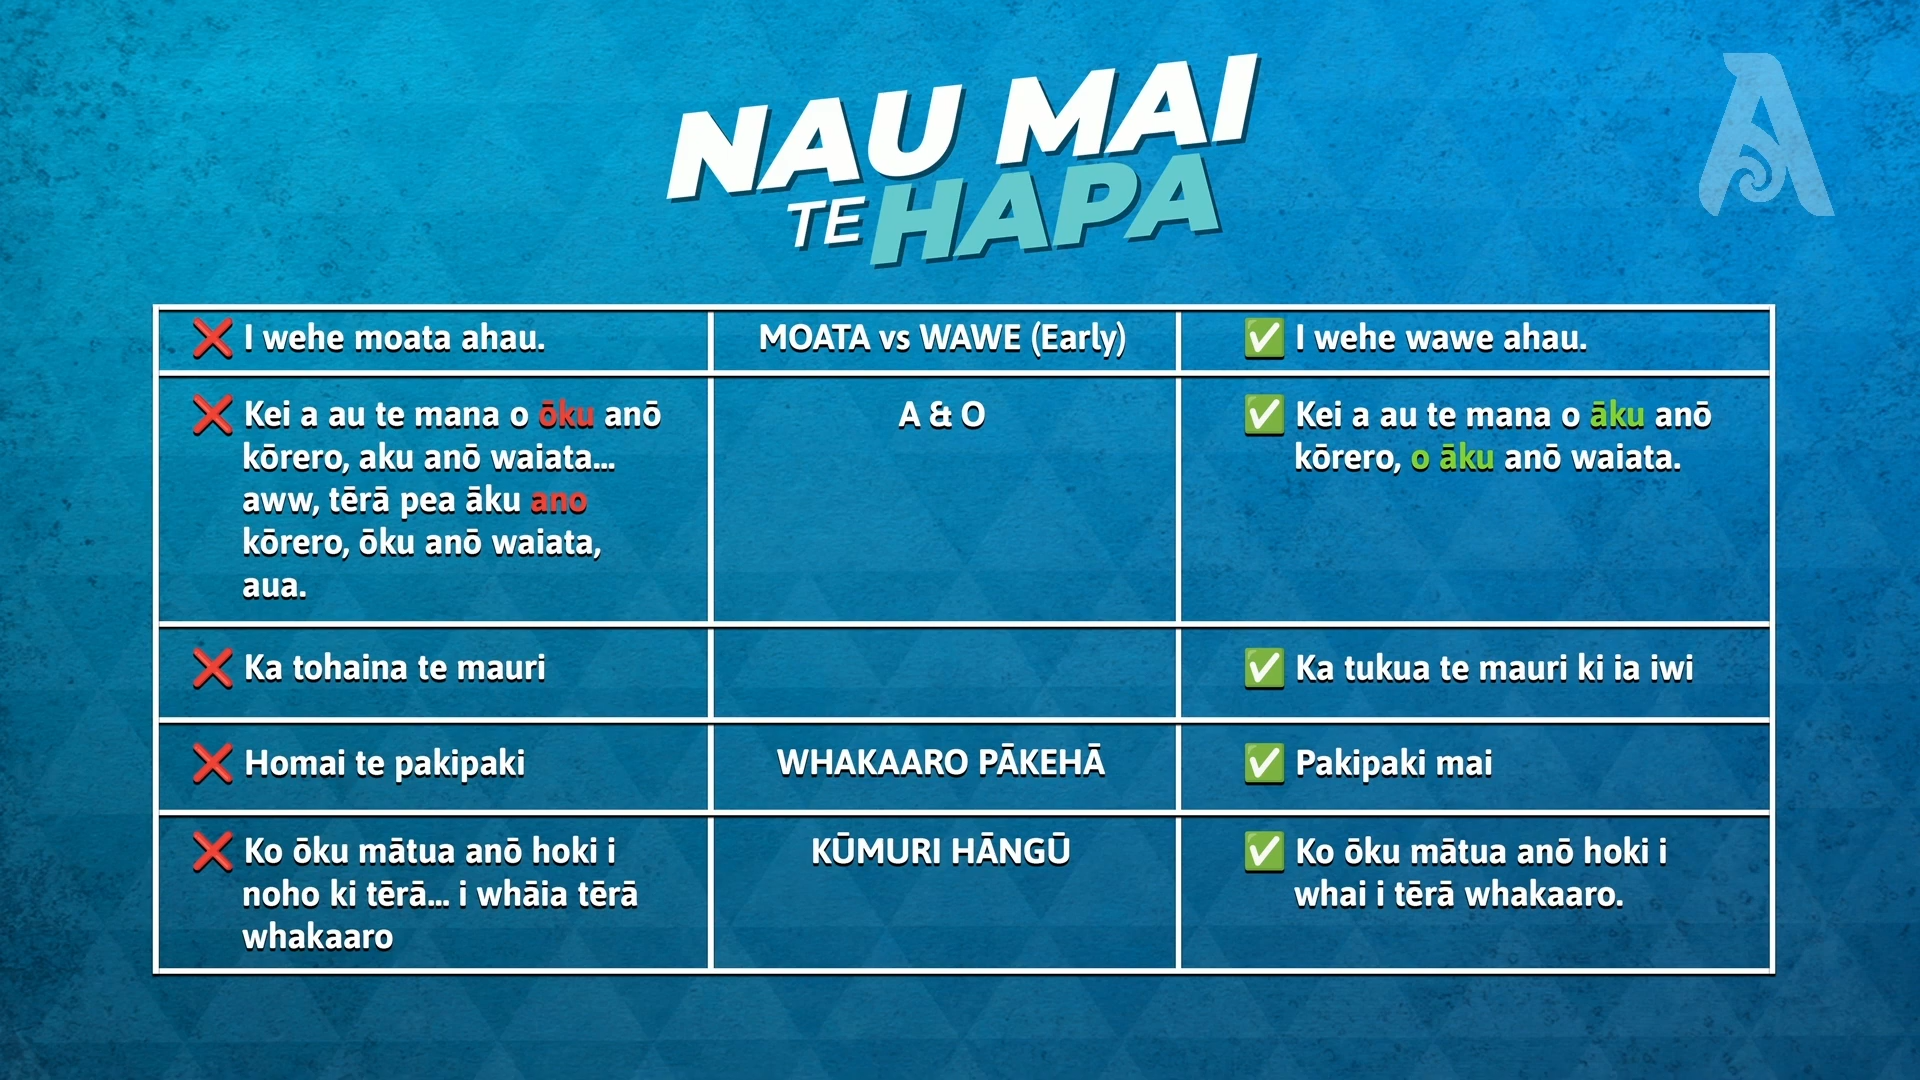 NAU MAI
TE HAPA
❌ I wehe moata ahau.
MOATA vs WAWE (Early)
✅ I wehe wawe ahau.
❌ Kei a au te mana o ōku anō
kōrero, aku anō waiata...
aww, tērā pea āku ano
kōrero, ōku anō waiata,
aua.
A & O
✅ Kei a au te mana o āku anō
kōrero, o āku anō waiata.
❌ Ka tohaina te mauri
✅ Ka tukua te mauri ki ia iwi
❌ Homai te pakipaki
WHAKAARO PĀKEHĀ
✅ Pakipaki mai
❌ Ko ōku mātua anō hoki i
noho ki tērā... i whāia tērā
whakaaro
KŪMURI HĀNGŪ
✅ Ko ōku mātua anō hoki i
whai i tērā whakaaro.